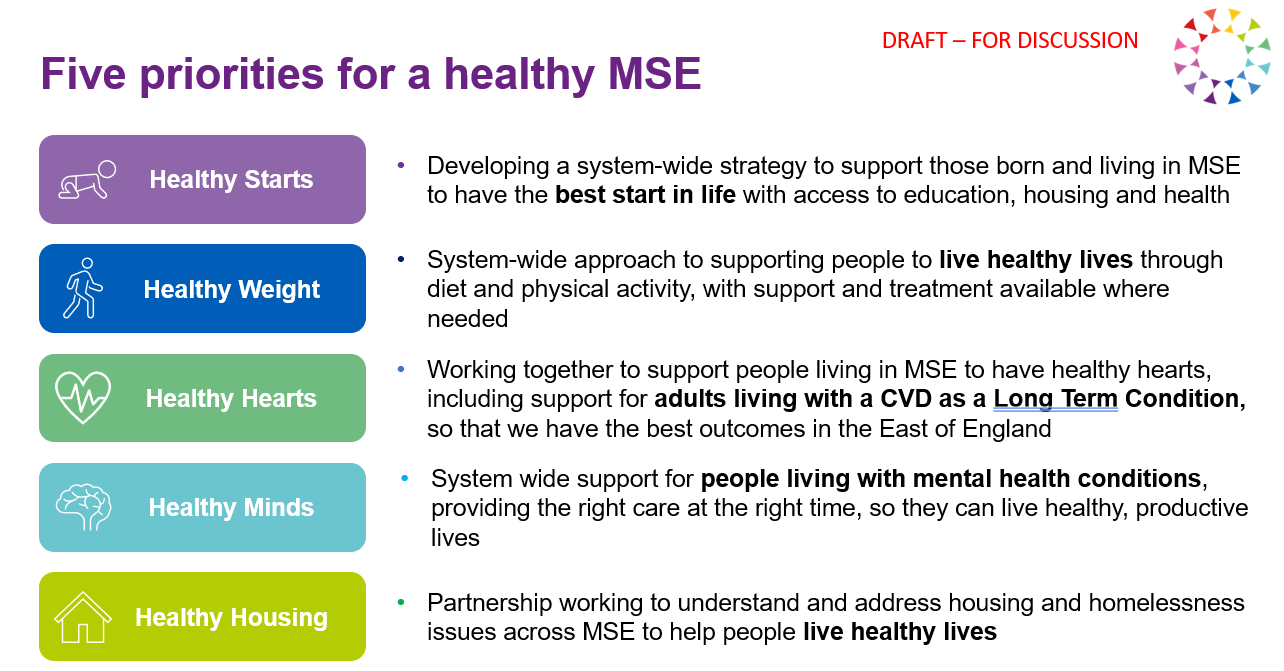 DRAFT – FOR DISCUSSION
Five priorities for a healthy MSE
Healthy Starts
• Developing a system-wide strategy to support those born and living in MSE
to have the best start in life with access to education, housing and health
Healthy Weight
• System-wide approach to supporting people to live healthy lives through
diet and physical activity, with support and treatment available where
needed
Healthy Hearts
• Working together to support people living in MSE to have healthy hearts,
including support for adults living with a CVD as a Long Term Condition,
so that we have the best outcomes in the East of England
Healthy Minds
• System wide support for people living with mental health conditions,
providing the right care at the right time, so they can live healthy, productive
lives
Healthy Housing
• Partnership working to understand and address housing and homelessness
issues across MSE to help people live healthy lives